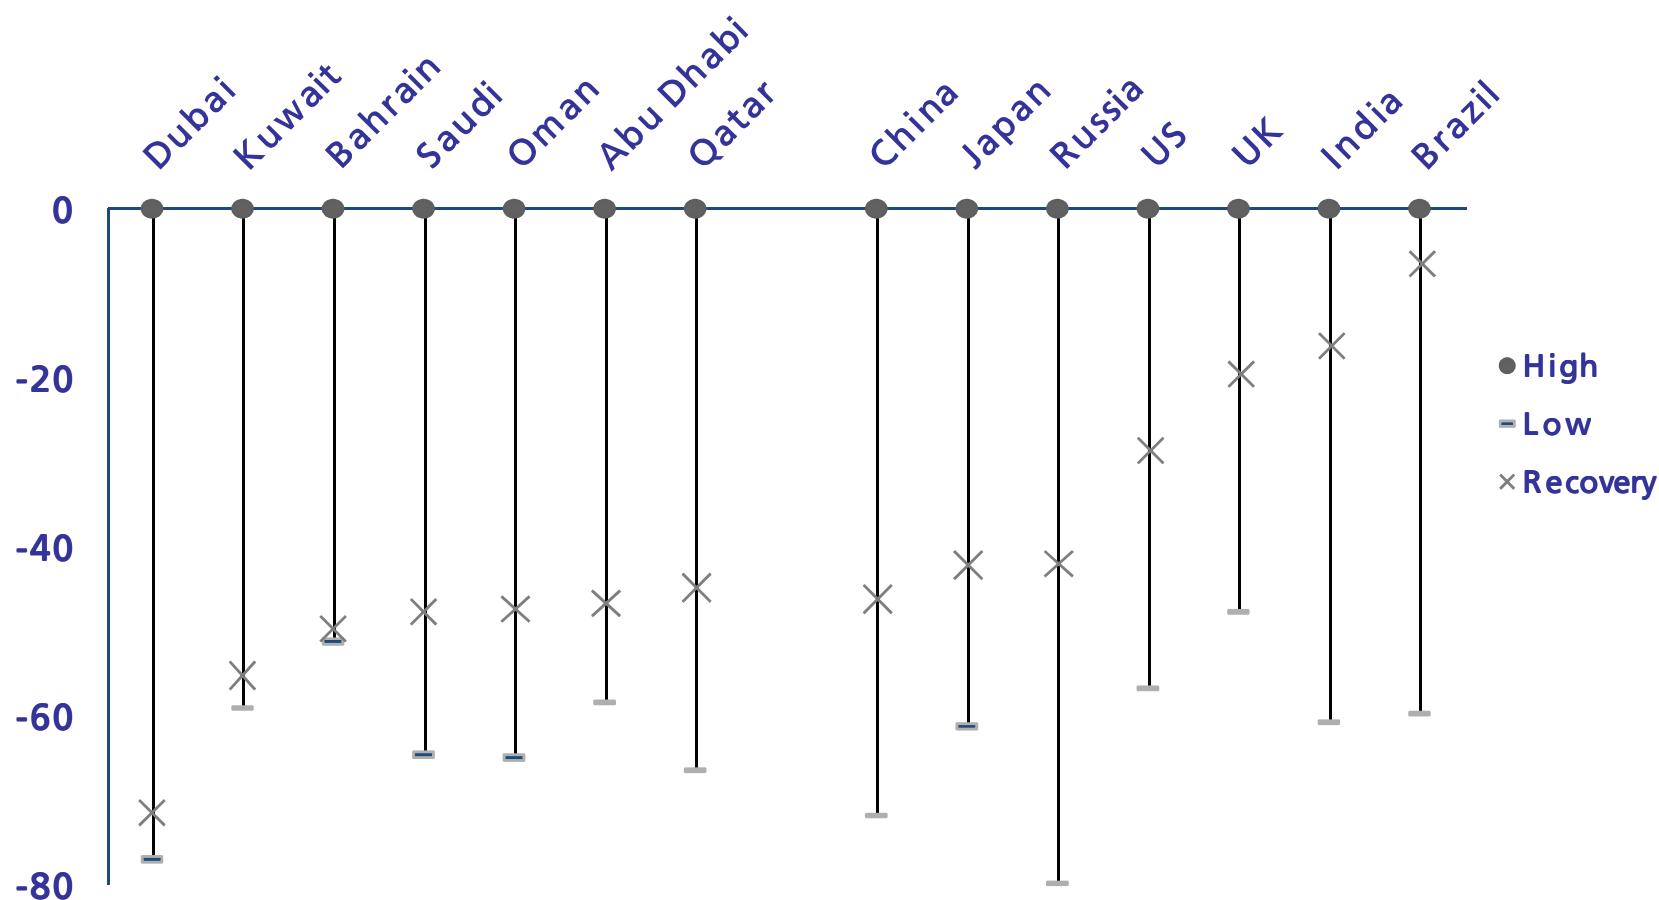 Dubai
Kuwait
Bahrain
Saudi
Oman
Abu Dhabi
Qatar
China
Japan
Russia
US
UK
India
Brazil
0
-20
-40
-60
-80
High
Low
Recovery